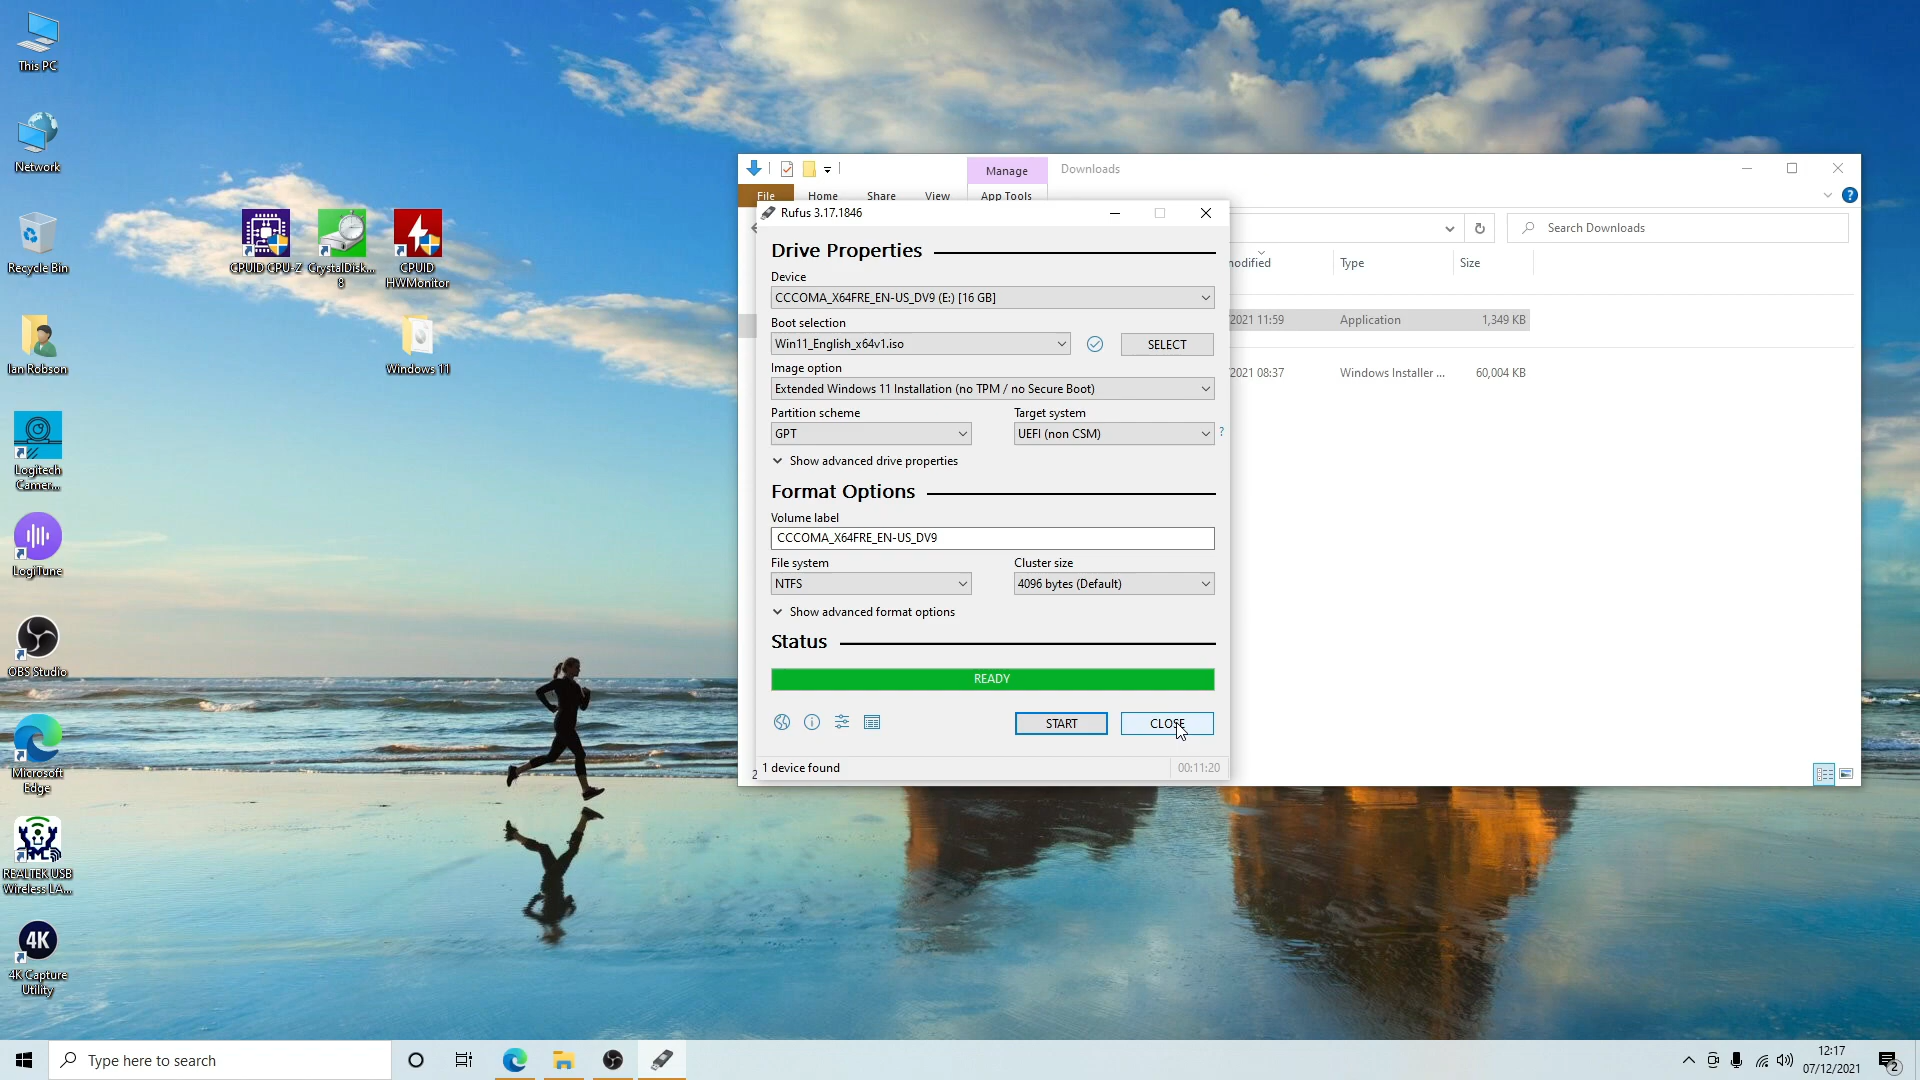 This PC
Network
Recycle Bin
Ian Robson
Logitech
Camer...
LogiTune
OBS Studio
Microsoft
Edge
REALTEK USB
Wireless LA...
4K
4K Capture
Utility
CPUID CPU-Z
CrystalDisk...
8
CPUID
HWMonitor
Windows 11
Manage
Downloads
File
Home
Share
View
App Tools
Search Downloads
Type
Size
2021 11:59
Application
1,349 KB
2021 08:37
Windows Installer ...
60,004 KB
Rufus 3.17.1846
Drive Properties
Device
CCCOMA_X64FRE_EN-US_DV9 (E:) [16 GB]
Boot selection
Win11_English_x64v1.iso
SELECT
Image option
Extended Windows 11 Installation (no TPM / no Secure Boot)
Partition scheme
Target system
GPT
UEFI (non CSM)
?
Show advanced drive properties
Format Options
Volume label
CCCOMA_X64FRE_EN-US_DV9
File system
Cluster size
NTFS
4096 bytes (Default)
Show advanced format options
Status
READY
START
CLOSE
2
1 device found
00:11:20
Type here to search
12:17
07/12/2021
2